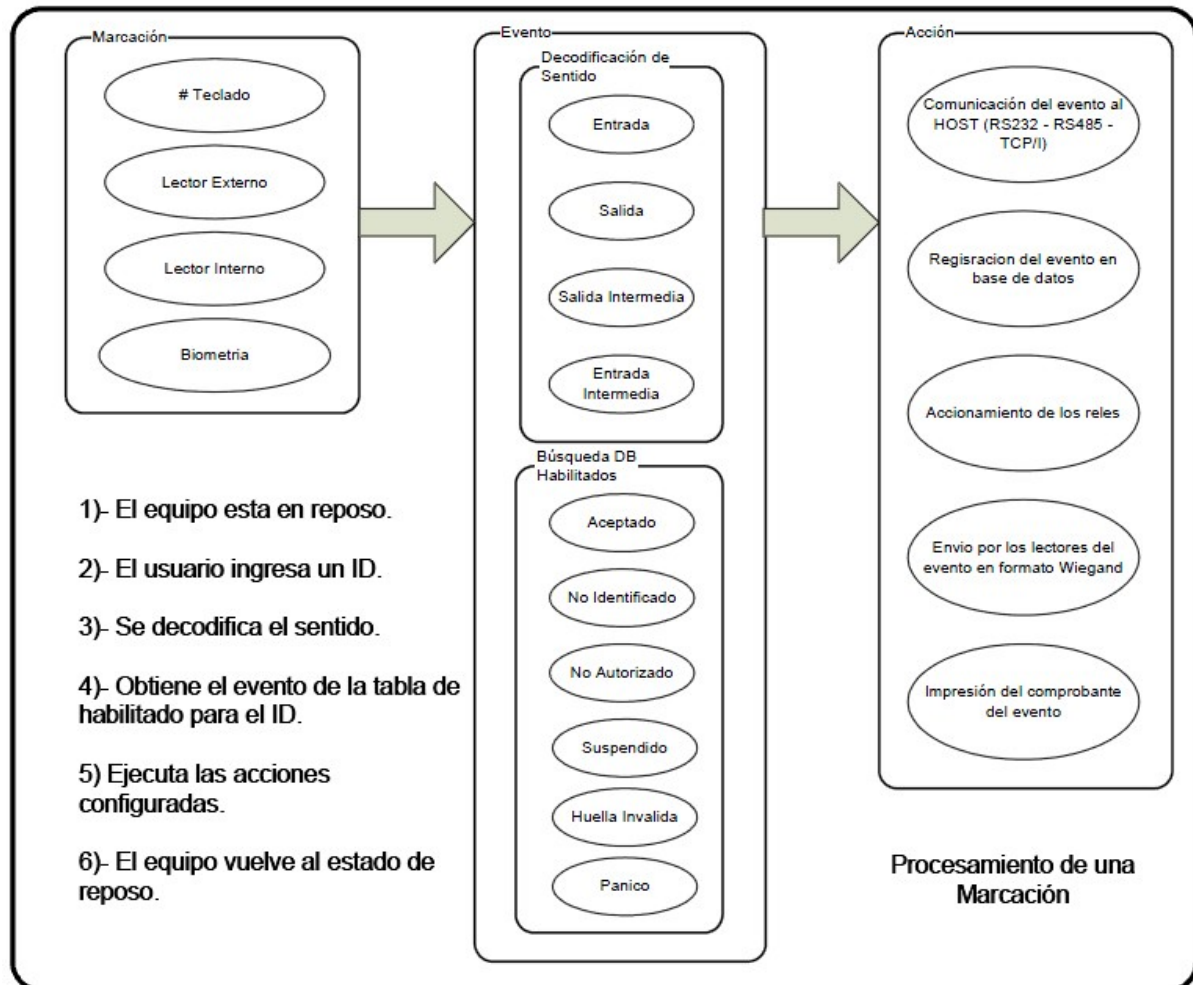 Marcación
# Teclado
Lector Externo
Lector Interno
Biometria
1)- El equipo esta en reposo.
2)- El usuario ingresa un ID.
3)- Se decodifica el sentido.
4)- Obtiene el evento de la tabla de
habilitado para el ID.
5) Ejecuta las acciones
configuradas.
6)- El equipo vuelve al estado de
reposo.
Evento
Decodificación de
Sentido
Entrada
Salida
Salida Intermedia
Entrada
Intermedia
Búsqueda DB
Habilitados
Aceptado
No Identificado
No Autorizado
Suspendido
Huella Invalida
Panico
Acción
Comunicación del evento al
HOST (RS232 - RS485 -
TCP/I)
Regisracion del evento en
base de datos
Accionamiento de los reles
Envio por los lectores del
evento en formato Wiegand
Impresión del comprobante
del evento
Procesamiento de una
Marcación